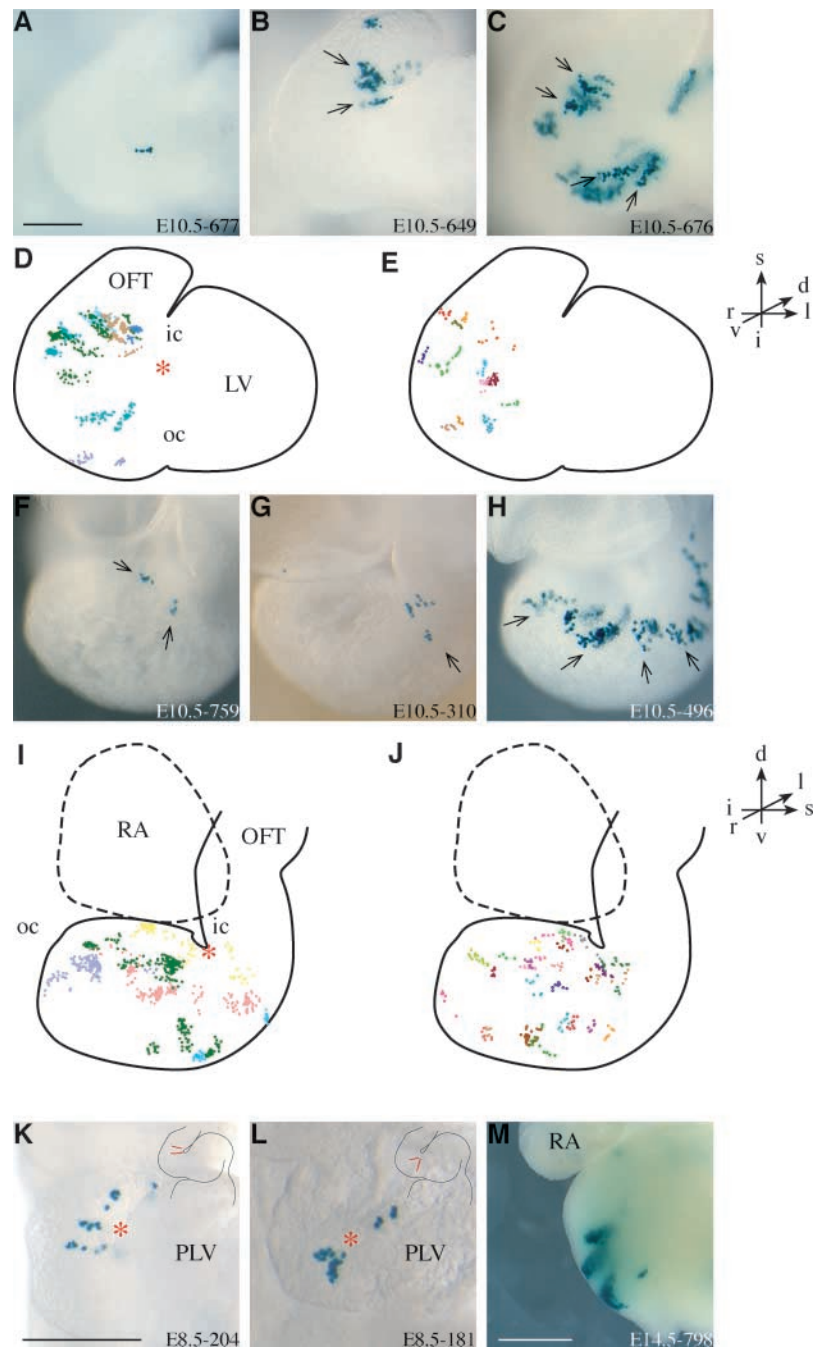 A
B
C
E10.5-677
E10.5-649
E10.5-676
D
OFT
ic
*
LV
oc
E
s
d
r
l
v
i
F
G
H
E10.5-759
E10.5-310
E10.5-496
I
RA
OFT
oc
ic
*
J
d
l
i
s
r
v
K
*
PLV
E8.5-204
L
*
PLV
E8.5-181
M
RA
E14.5-798